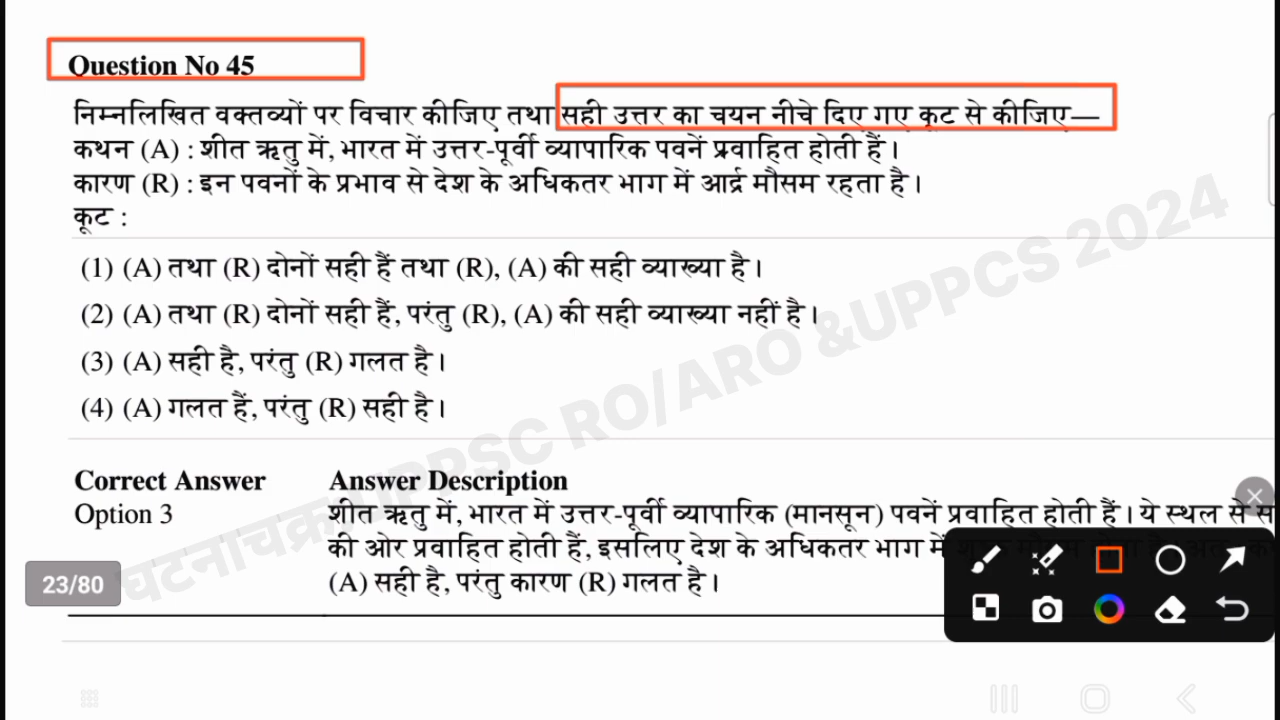 Question No 45
निम्नलिखित वक्तव्यों पर विचार कीजिए तथा सही उत्तर का चयन नीचे दिए गए कूट से कीजिए—
कथन (A) : शीत ऋतु में, भारत में उत्तर-पूर्वी व्यापारिक पवनें प्रवाहित होती हैं।
कारण (R) : इन पवनों के प्रभाव से देश के अधिकतर भाग में आर्द्र मौसम रहता है।
कूट :
(1) (A) तथा (R) दोनों सही हैं तथा (R), (A) की सही व्याख्या है।
(2) (A) तथा (R) दोनों सही हैं, परंतु (R), (A) की सही व्याख्या नहीं है।
(3) (A) सही है, परंतु (R) गलत है।
(4) (A) गलत हैं, परंतु (R) सही है।
घटनाचक्र UPPSC RO/ARO &UPPCS 2024
Correct Answer Answer Description
Option 3 शीत ऋतु में, भारत में उत्तर-पूर्वी व्यापारिक (मानसून) पवनें प्रवाहित होती हैं। ये स्थल से
की ओर प्रवाहित होती हैं, इसलिए देश के अधिकतर भाग में
(A) सही है, परंतु कारण (R) गलत है।
23/80